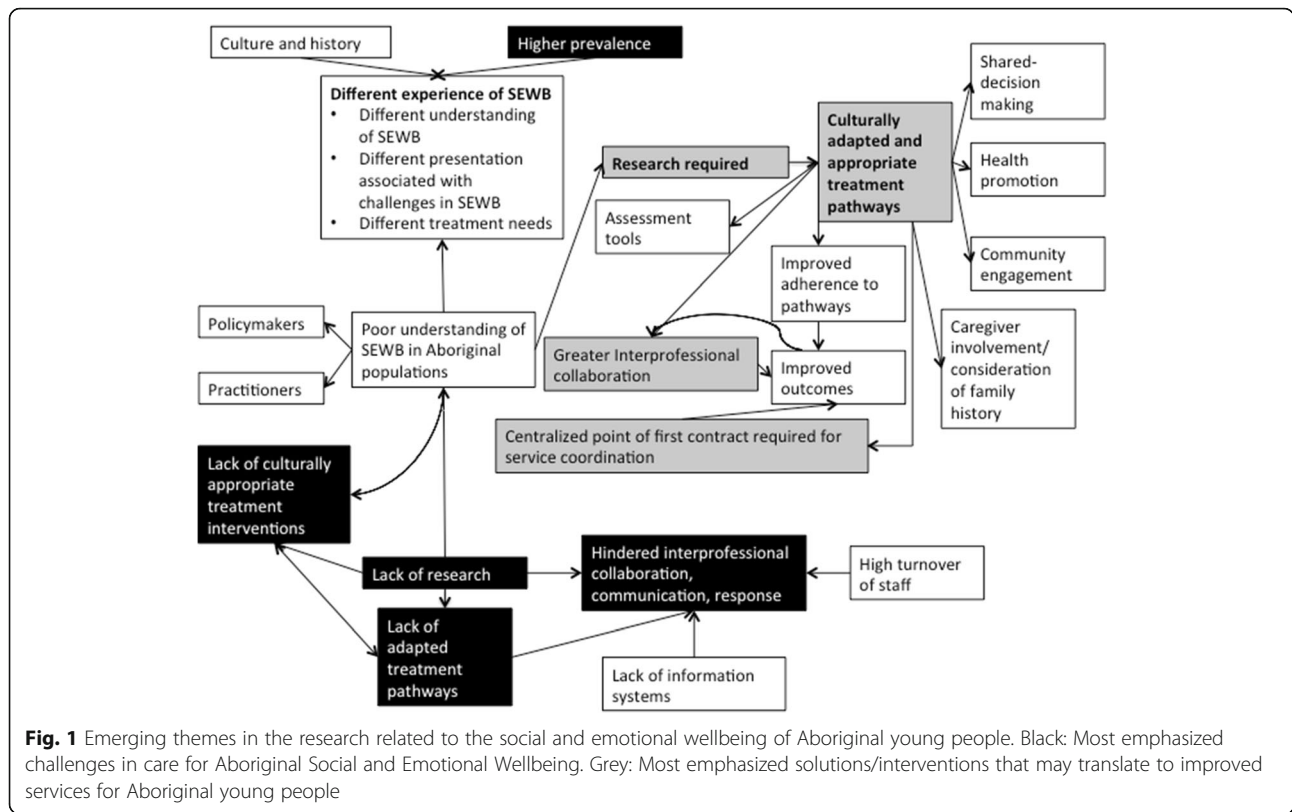 Culture and history
Higher prevalence
Different experience of SEWB
• Different understanding
of SEWB
• Different presentation
associated with
challenges in SEWB
• Different treatment needs
Research required
Culturally
adapted and
appropriate
treatment
pathways
Shared-
decision
making
Health
promotion
Community
engagement
Assessment
tools
Improved
adherence to
pathways
Caregiver
involvement/
consideration
of family
history
Policymakers
Practitioners
Poor understanding of
SEWB in Aboriginal
populations
Greater Interprofessional
collaboration
Improved
outcomes
Centralized point of first contract required for
service coordination
Lack of culturally
appropriate
treatment
interventions
Lack of research
Hindered interprofessional
collaboration,
communication, response
High turnover
of staff
Lack of
adapted
treatment
pathways
Lack of information
systems
Fig. 1 Emerging themes in the research related to the social and emotional wellbeing of Aboriginal young people. Black: Most emphasized
challenges in care for Aboriginal Social and Emotional Wellbeing. Grey: Most emphasized solutions/interventions that may translate to improved
services for Aboriginal young people